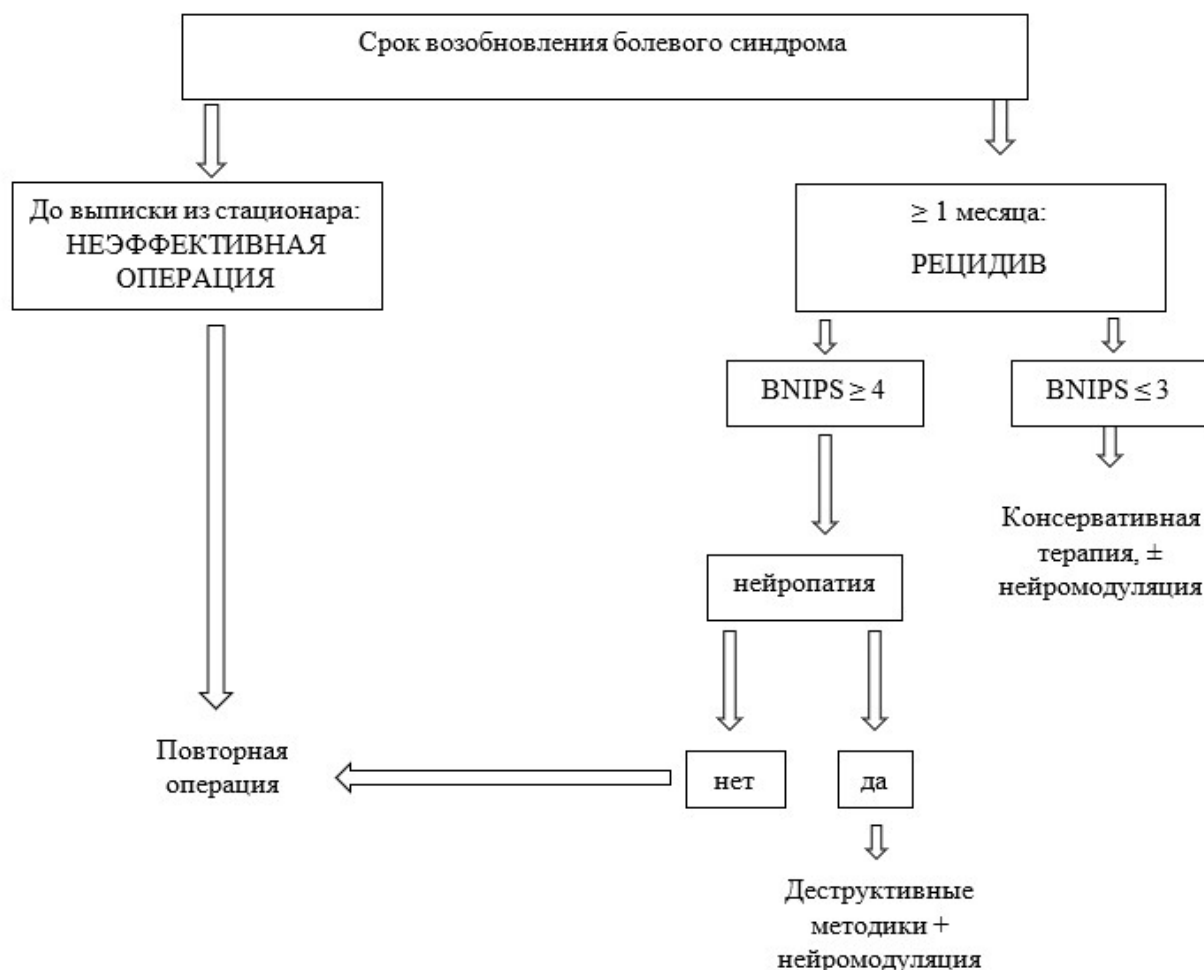 Срок возобновления болевого синдрома
До выписки из стационара:
НЕЭФФЕКТИВНАЯ
ОПЕРАЦИЯ
≥ 1 месяца:
РЕЦИДИВ
BNIPS ≥ 4
BNIPS ≤ 3
Консервативная
терапия, ±
нейромодуляция
нейропатия
Повторная
операция
нет
да
Деструктивные
методики +
нейромодуляция